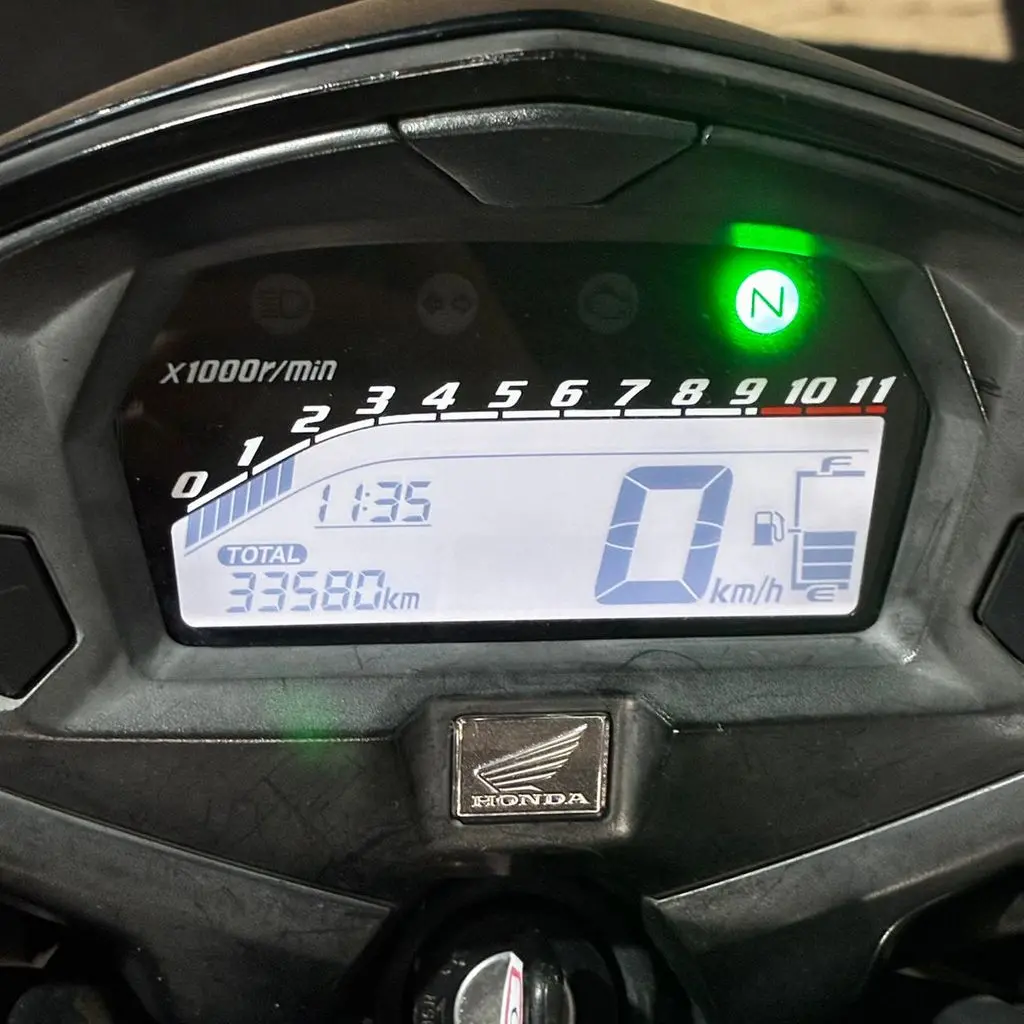 N
x1000r/min
0 1 2 3 4 5 6 7 8 9 10 11
11:35
F
TOTAL
0 km/h
33580km
E
HONDA